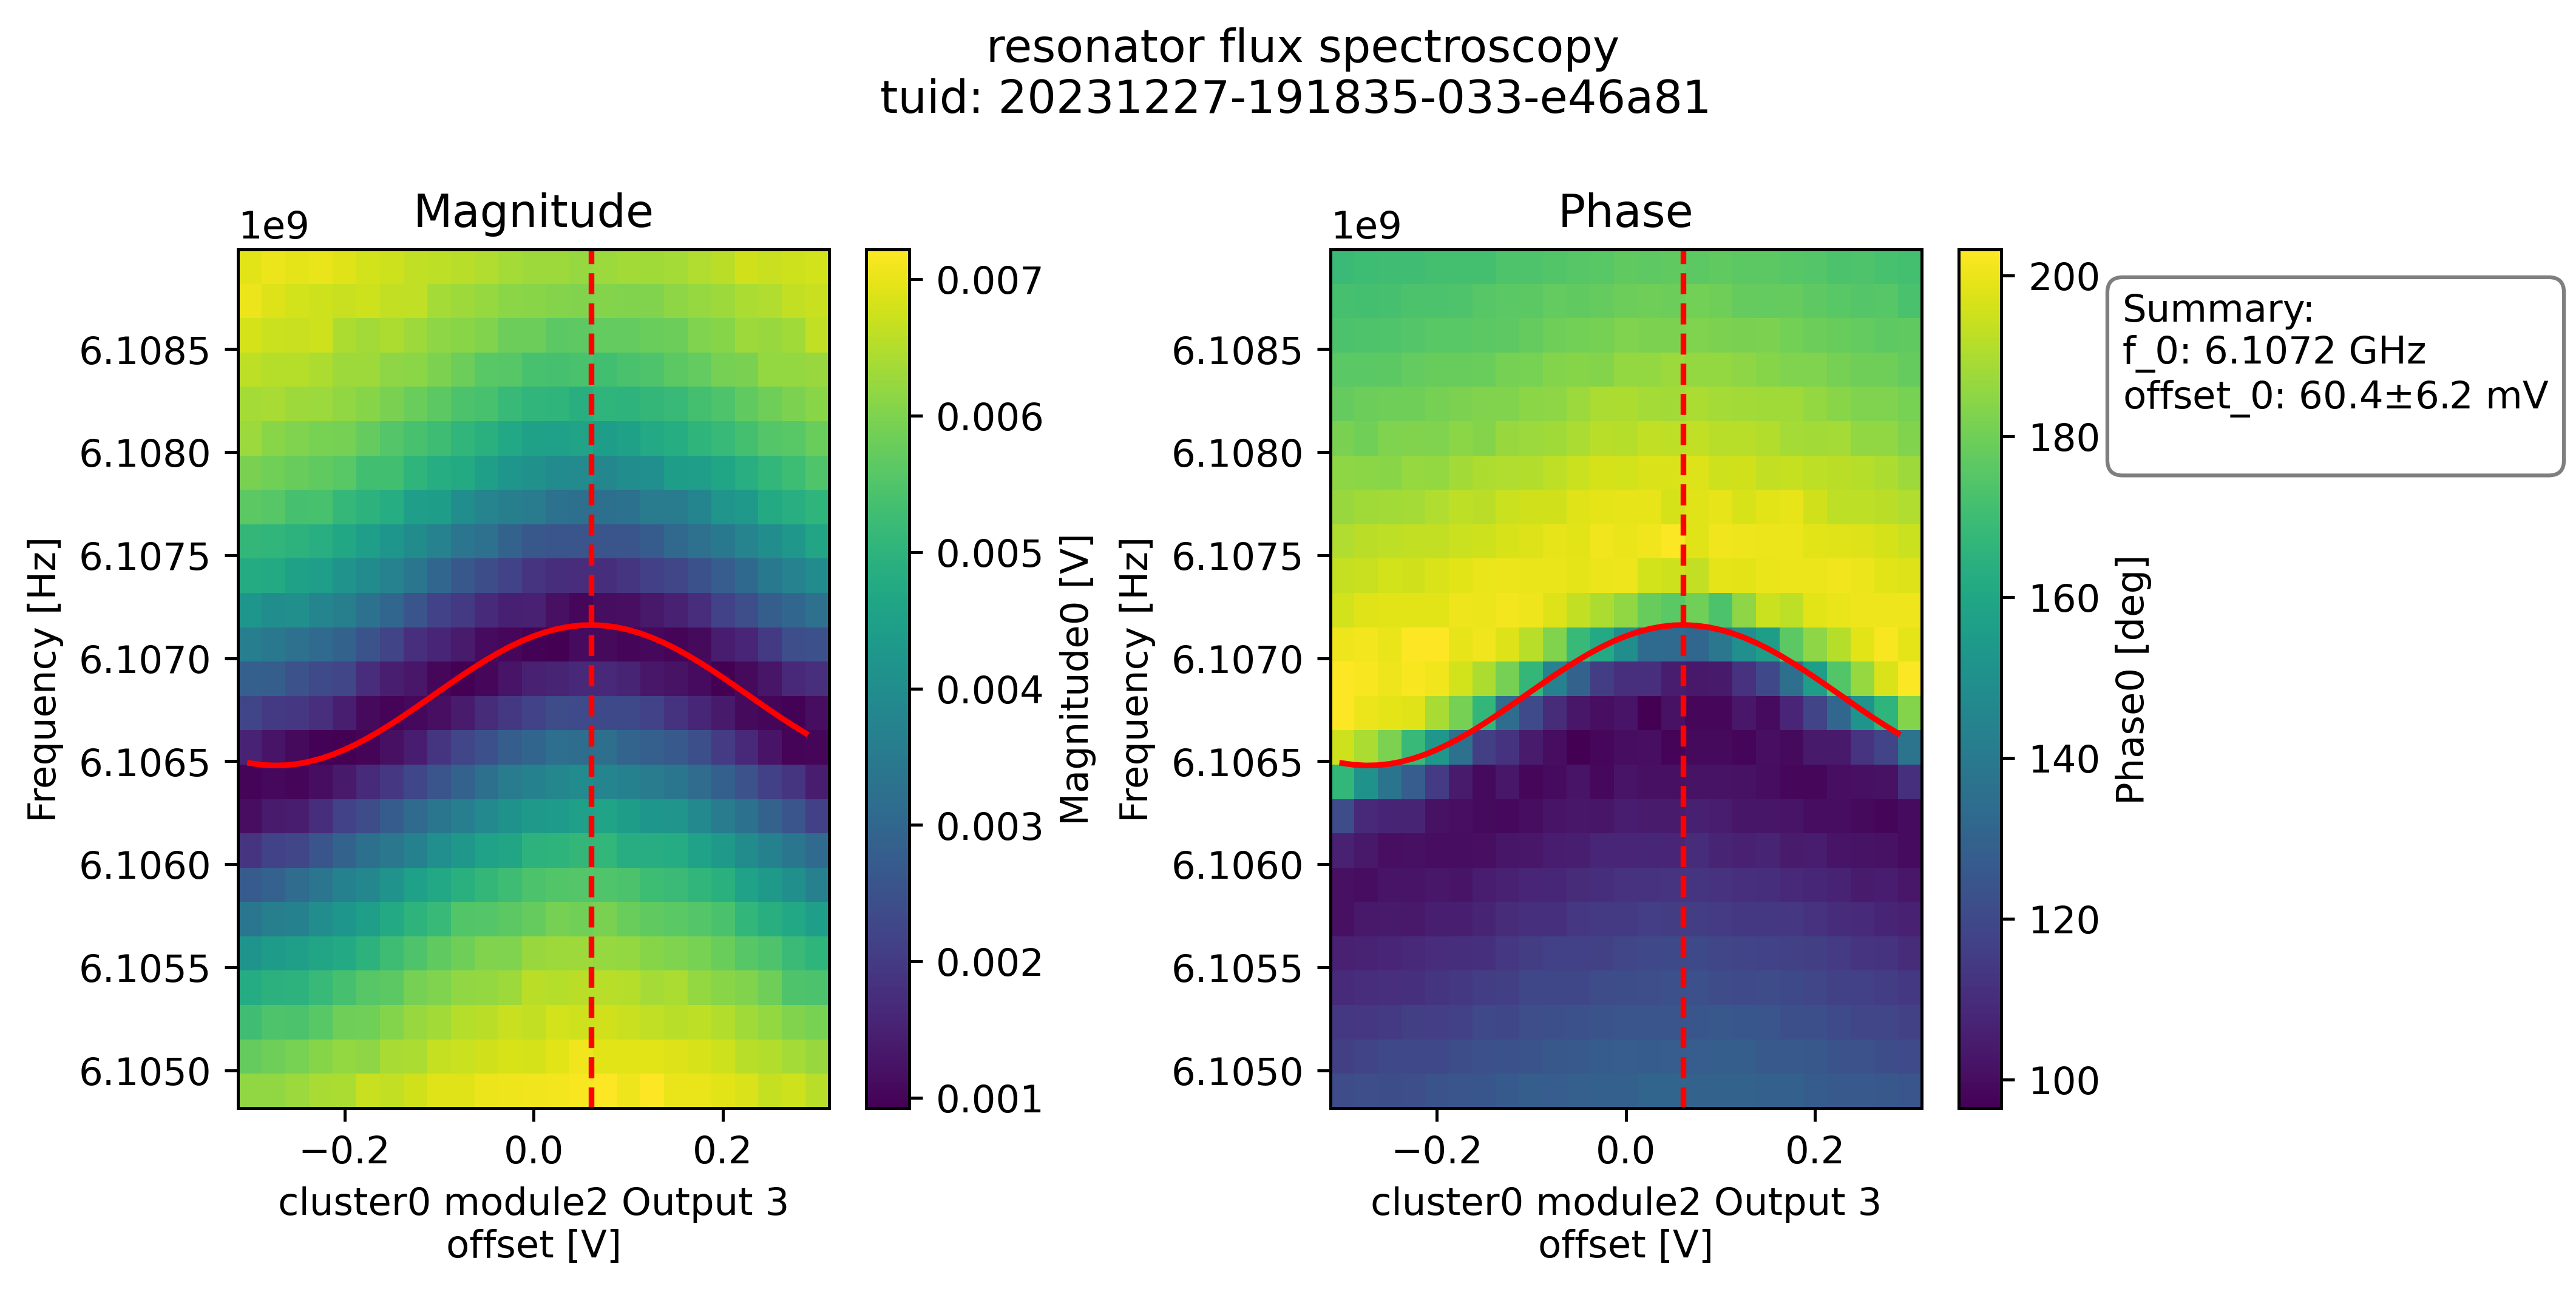 resonator flux spectroscopy
tuid: 20231227-191835-033-e46a81
Magnitude
1e9
6.1085
6.1080
6.1075
6.1070
6.1065
6.1060
6.1055
6.1050
Frequency [Hz]
−0.2
0.0
0.2
cluster0 module2 Output 3
offset [V]
0.007
0.006
0.005
0.004
0.003
0.002
0.001
Magnitude0 [V]
Phase
1e9
6.1085
6.1080
6.1075
6.1070
6.1065
6.1060
6.1055
6.1050
Frequency [Hz]
−0.2
0.0
0.2
cluster0 module2 Output 3
offset [V]
200
180
160
140
120
100
Phase0 [deg]
Summary:
f_0: 6.1072 GHz
offset_0: 60.4±6.2 mV